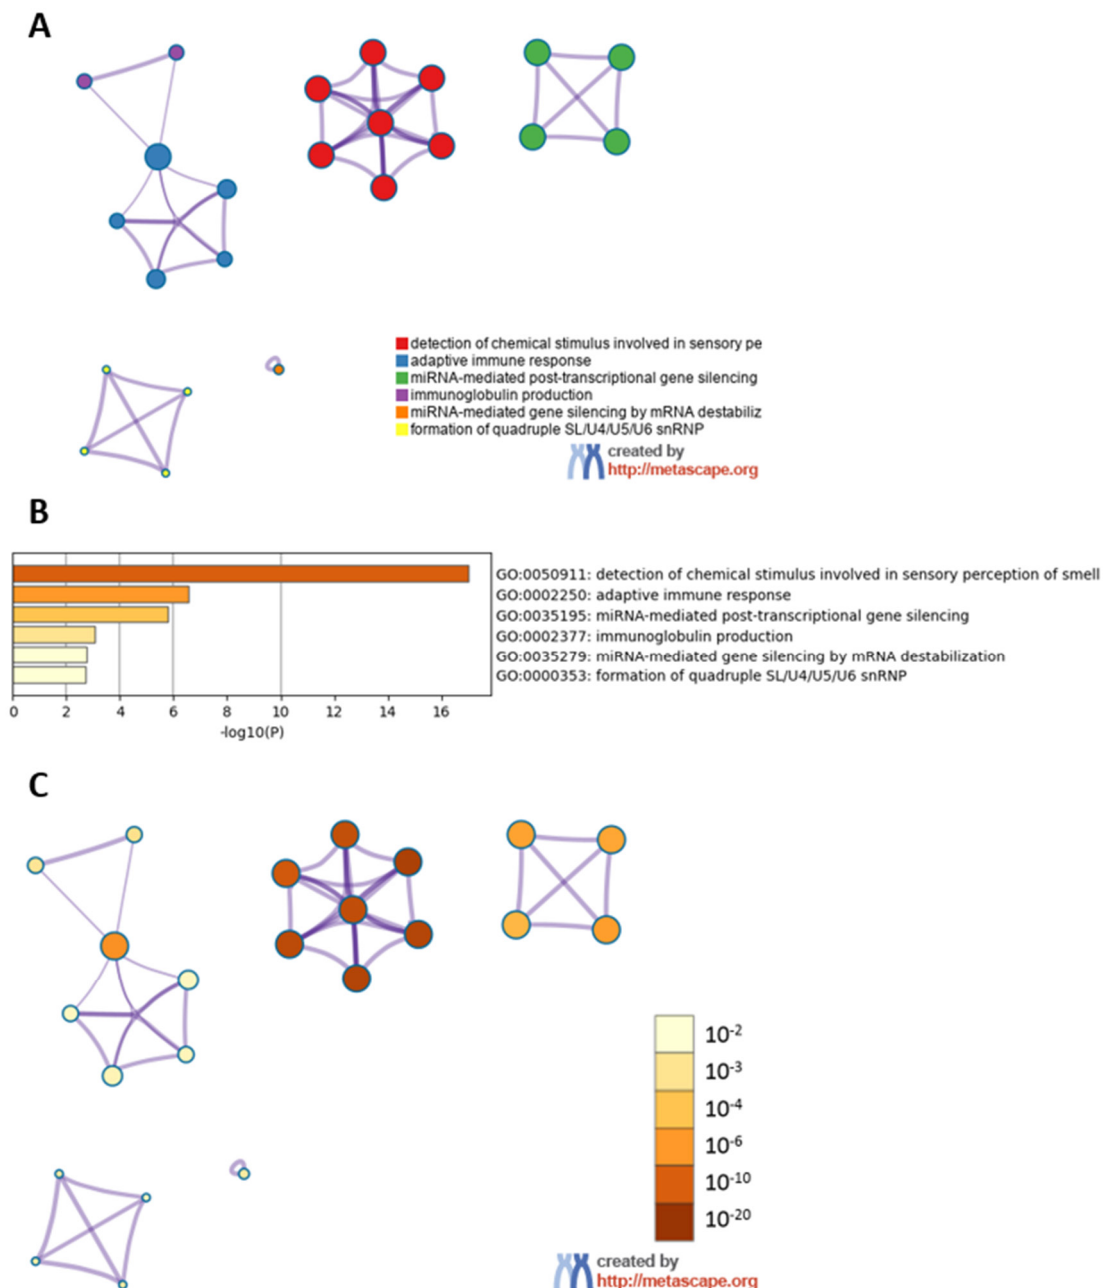 A
detection of chemical stimulus involved in sensory pe
adaptive immune response
miRNA-mediated post-transcriptional gene silencing
immunoglobulin production
miRNA-mediated gene silencing by mRNA destabiliz
formation of quadruple SL/U4/U5/U6 snRNP
created by
http://metascape.org
B
GO:0050911: detection of chemical stimulus involved in sensory perception of smell
GO:0002250: adaptive immune response
GO:0035195: miRNA-mediated post-transcriptional gene silencing
GO:0002377: immunoglobulin production
GO:0035279: miRNA-mediated gene silencing by mRNA destabilization
GO:0000353: formation of quadruple SL/U4/U5/U6 snRNP
0 2 4 6 8 10 12 14 16
-log10(P)
C
10-2
10-3
10-4
10-6
10-10
10-20
created by
http://metascape.org